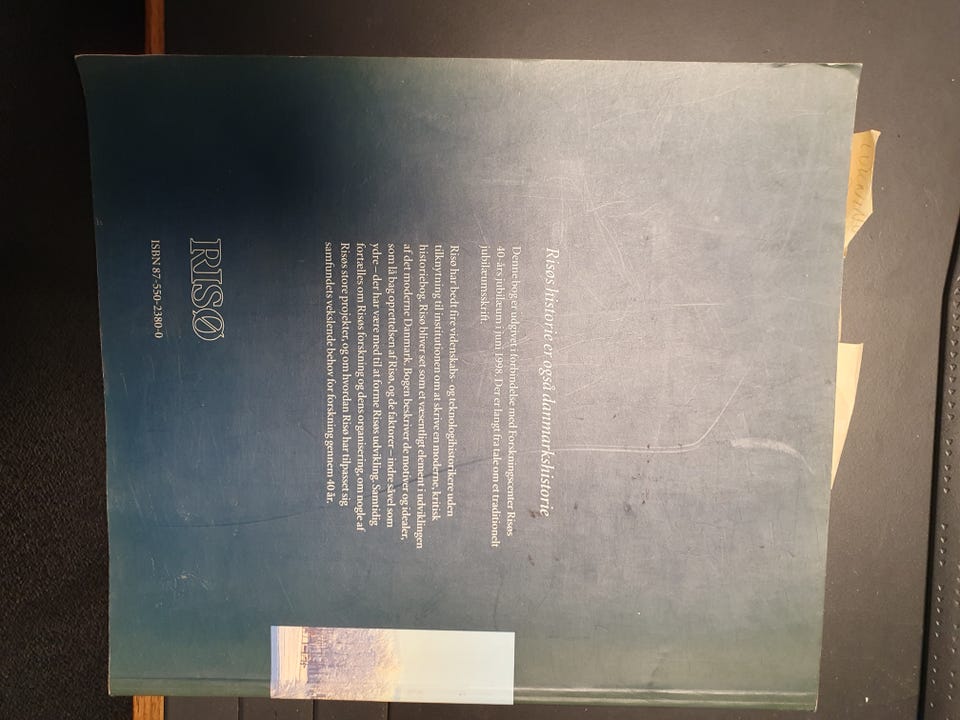 Risøs historie er også danmarkshistorie
Denne bog er udgivet i forbindelse med Forskningscenter Risøs
40-års jubilæum i juni 1998. Der er langt fra tale om et traditionelt
jubilæumsskrift.
Risø har bedt fire videnskabs- og teknologihistorikere uden
tilknytning til institutionen om at skrive en moderne, kritisk
historiebog. Risø bliver set som et væsentligt element i udviklingen
af det moderne Danmark. Bogen beskriver de motiver og idealer,
som lå bag oprettelsen af Risø, og de faktorer – indre såvel som
ydre – der har været med til at forme Risøs udvikling. Samtidig
fortælles om Risøs forskning og dens organisering, om nogle af
Risøs store projekter, og om hvordan Risø har tilpasset sig
samfundets vekslende behov for forskning gennem 40 år.
RISØ
ISBN 87-550-2380-0